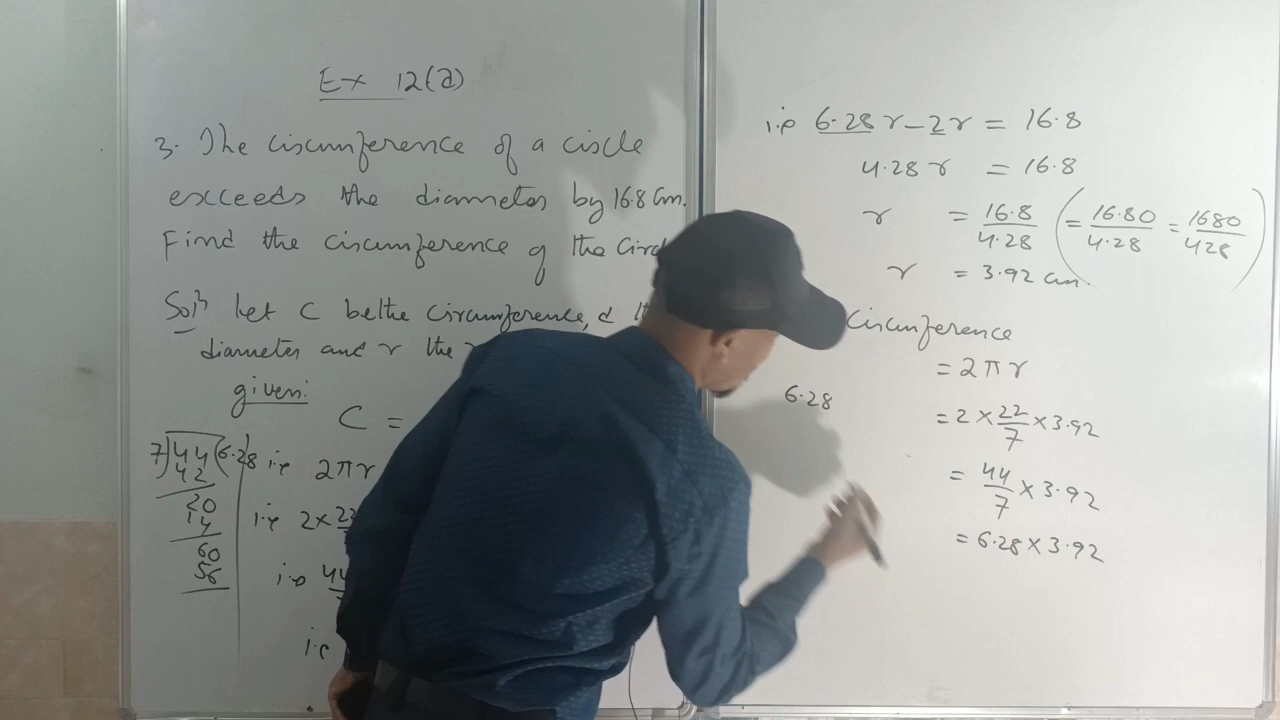 Ex 12(a)
3. The circumference of a circle
exceeds the diameter by 16.8 cm.
Find the circumference of the Circ
Solⁿ Let C be the Circumference, d
diameter and r the
given:
C =
7)44(6.28
42
20
14
60
56
i.e 2πr
i.e 2×22
i.e 44
i.e
i.e 6.28 r - 2r = 16.8
4.28 r = 16.8
r = 16.8/4.28 (= 16.80/4.28 = 1680/428)
r = 3.92 cm.
Circumference
= 2πr
6.28
= 2 × 22/7 × 3.92
= 44/7 × 3.92
= 6.28 × 3.92